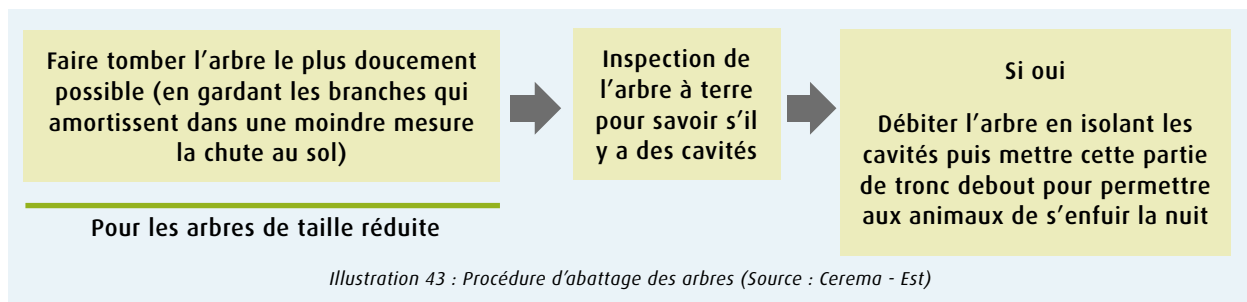 Faire tomber l'arbre le plus doucement
possible (en gardant les branches qui
amortissent dans une moindre mesure
la chute au sol)
Pour les arbres de taille réduite
Inspection de
l'arbre à terre
pour savoir s'il
y a des cavités
Si oui
Débiter l'arbre en isolant les
cavités puis mettre cette partie
de tronc debout pour permettre
aux animaux de s'enfuir la nuit
Illustration 43 : Procédure d'abattage des arbres (Source : Cerema - Est)